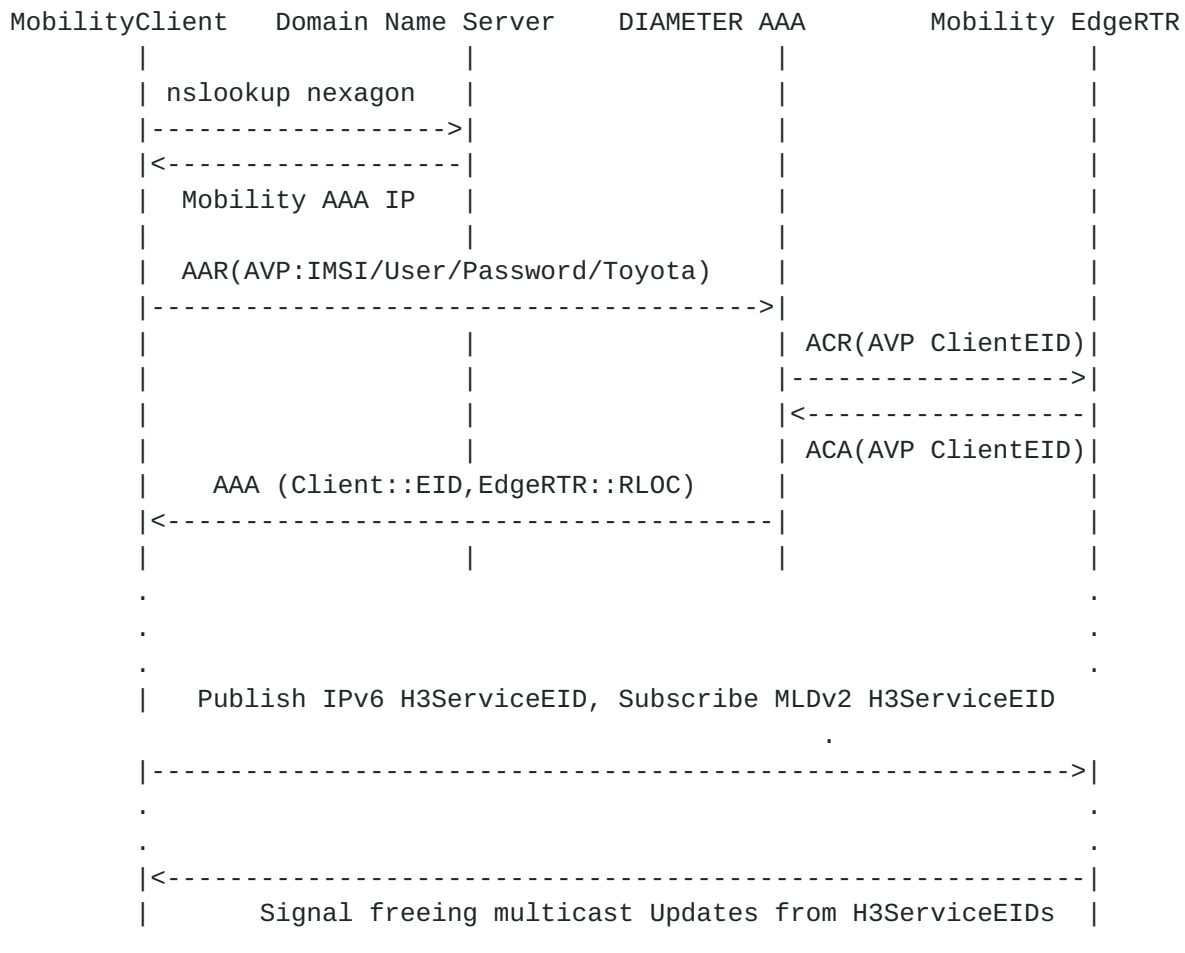 MobilityClient   Domain Name Server    DIAMETER AAA        Mobility EdgeRTR
        |                    |                   |                   |
        | nslookup nexagon   |                   |                   |
        |------------------->|                   |                   |
        |<-------------------|                   |                   |
        |  Mobility AAA IP   |                   |                   |
        |                    |                   |                   |
        |  AAR(AVP:IMSI/User/Password/Toyota)    |                   |
        |--------------------------------------->|                   |
        |                    |                   | ACR(AVP ClientEID)|
        |                    |                   |------------------>|
        |                    |                   |<------------------|
        |                    |                   | ACA(AVP ClientEID)|
        |    AAA (Client::EID,EdgeRTR::RLOC)     |                   |
        |<---------------------------------------|                   |
        |                    |                   |                   |
        .                                                            .
        .                                                            .
        .                                                            .
        |   Publish IPv6 H3ServiceEID, Subscribe MLDv2 H3ServiceEID
                                                    .
        |----------------------------------------------------------->|
        .                                                            .
        .                                                            .
        |<-----------------------------------------------------------|
        |       Signal freeing multicast Updates from H3ServiceEIDs  |